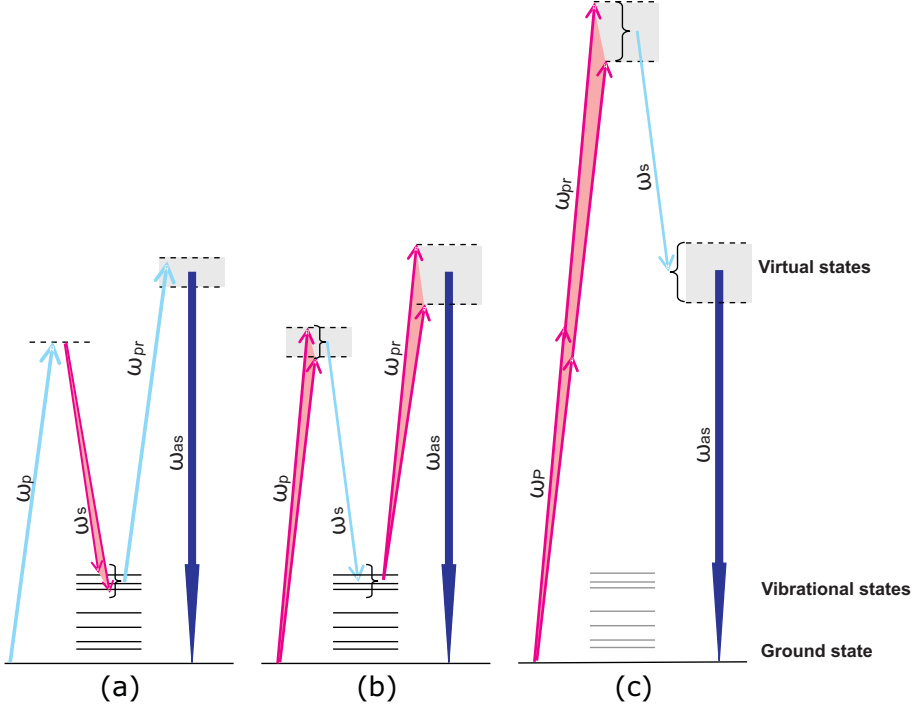 ωpr
ωs
Virtual states
ωpr
ωpr
ωp
ωs
ωas
ωp
ωs
ωas
ωP
ωas
Vibrational states
Ground state
(a)
(b)
(c)